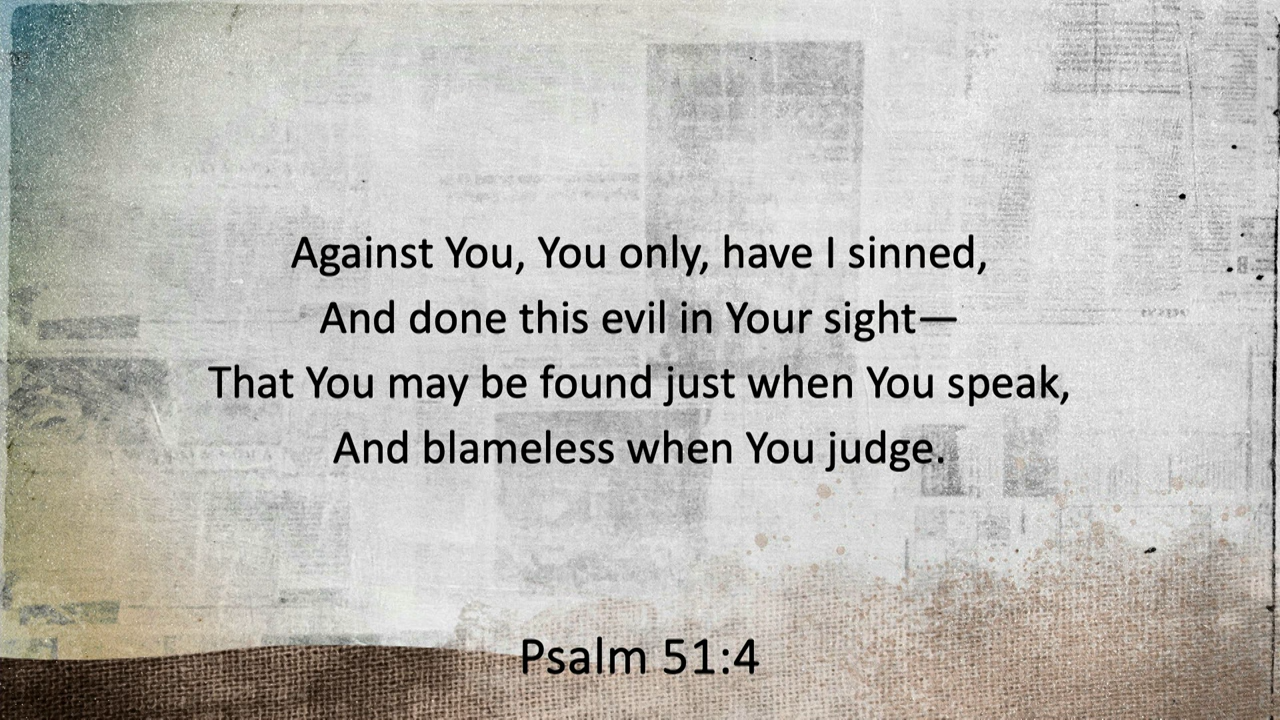 Against You, You only, have I sinned,
And done this evil in Your sight—
That You may be found just when You speak,
And blameless when You judge.
Psalm 51:4